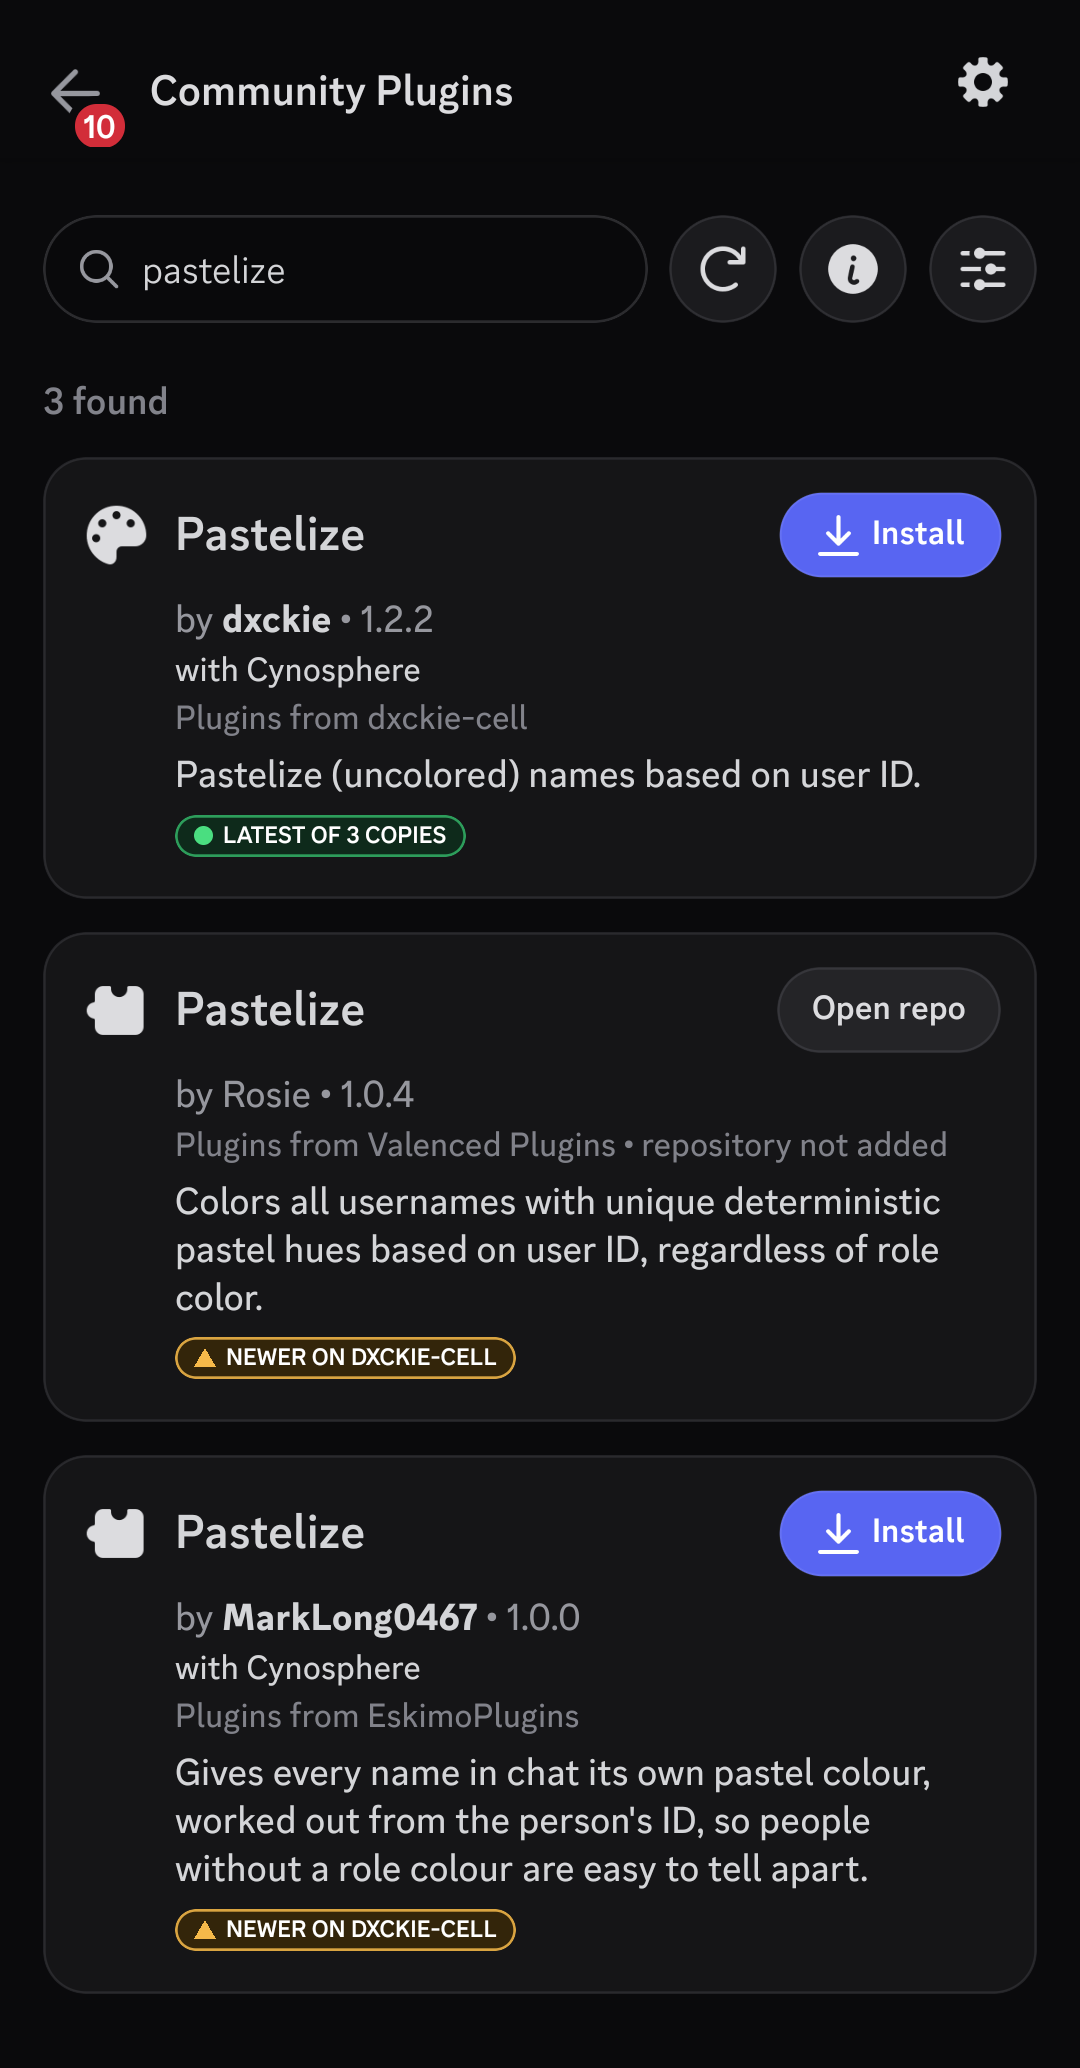 Community Plugins
10
pastelize
3 found
Pastelize
Install
by dxckie • 1.2.2
with Cynosphere
Plugins from dxckie-cell
Pastelize (uncolored) names based on user ID.
LATEST OF 3 COPIES
Pastelize
Open repo
by Rosie • 1.0.4
Plugins from Valenced Plugins • repository not added
Colors all usernames with unique deterministic
pastel hues based on user ID, regardless of role
color.
NEWER ON DXCKIE-CELL
Pastelize
Install
by MarkLong0467 • 1.0.0
with Cynosphere
Plugins from EskimoPlugins
Gives every name in chat its own pastel colour,
worked out from the person's ID, so people
without a role colour are easy to tell apart.
NEWER ON DXCKIE-CELL